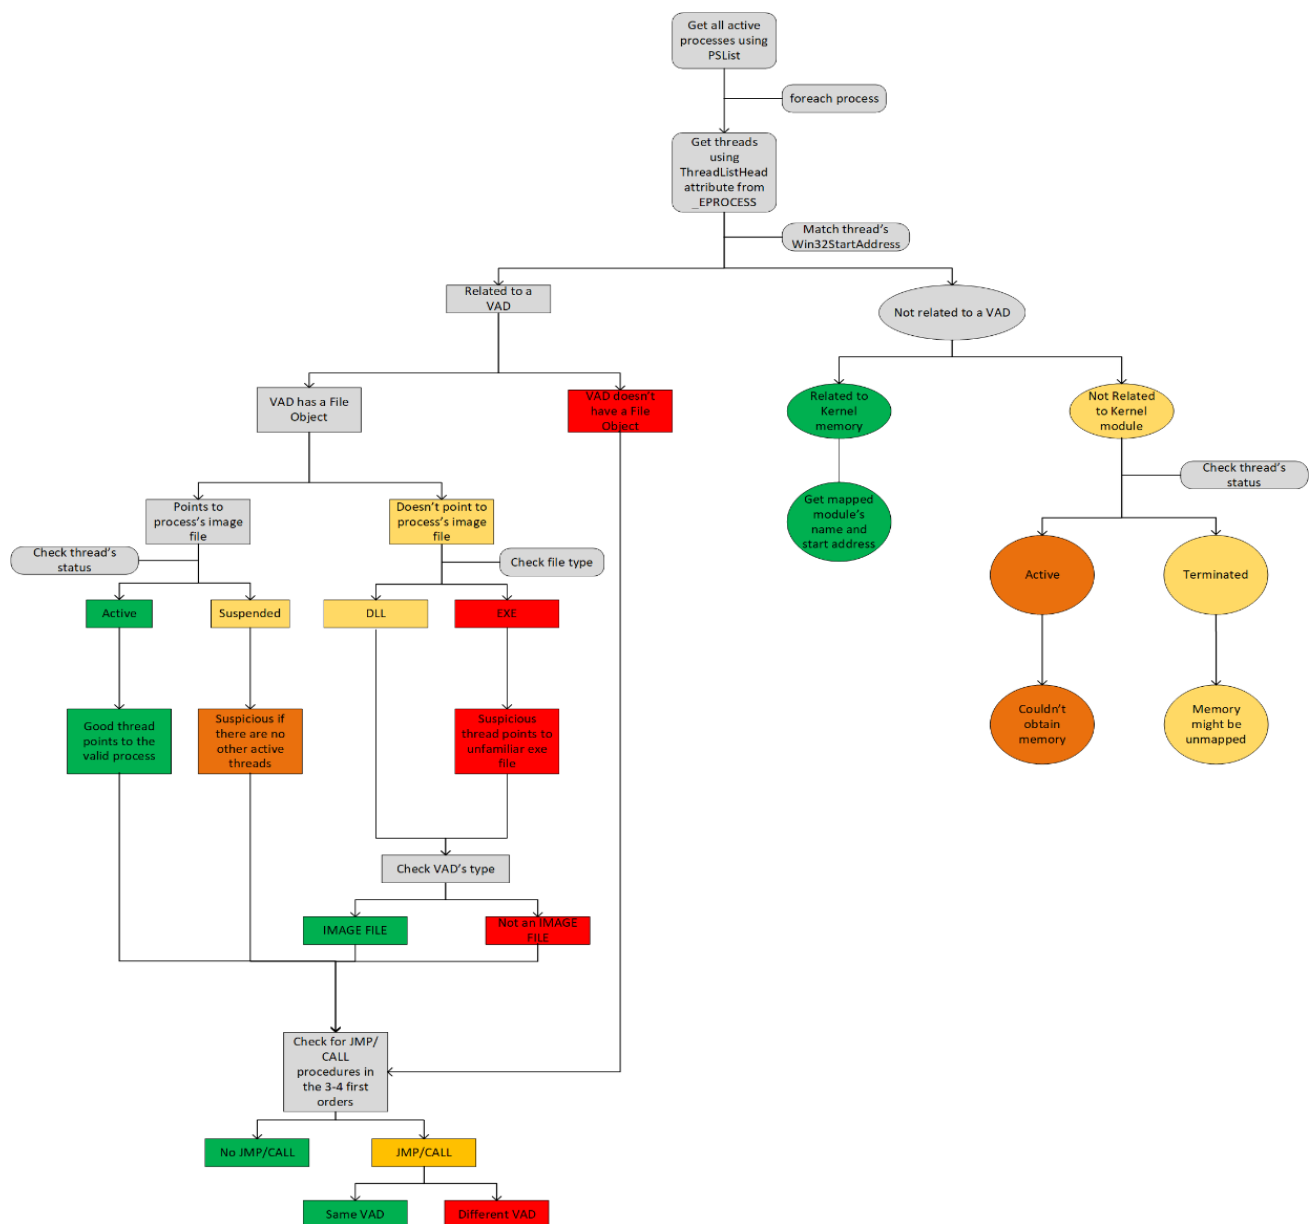 Get all active
processes using
PSList
foreach process
Get threads
using
ThreadListHead
attribute from
_EPROCESS
Match thread's
Win32StartAddress
Related to a
VAD
Not related to a VAD
VAD has a File
Object
VAD doesn't
have a File
Object
Related to
Kernel
memory
Not Related
to Kernel
module
Check thread's
status
Points to
process's image
file
Doesn't point to
process's image
file
Get mapped
module's
name and
start address
Check thread's
status
Check file type
Active
Terminated
Active
Suspended
DLL
EXE
Good thread
points to the
valid process
Suspicious if
there are no
other active
threads
Suspicious
thread points to
unfamiliar exe
file
Couldn't
obtain
memory
Memory
might be
unmapped
Check VAD's type
IMAGE FILE
Not an IMAGE
FILE
Check for JMP/
CALL
procedures in
the 3-4 first
orders
No JMP/CALL
JMP/CALL
Same VAD
Different VAD